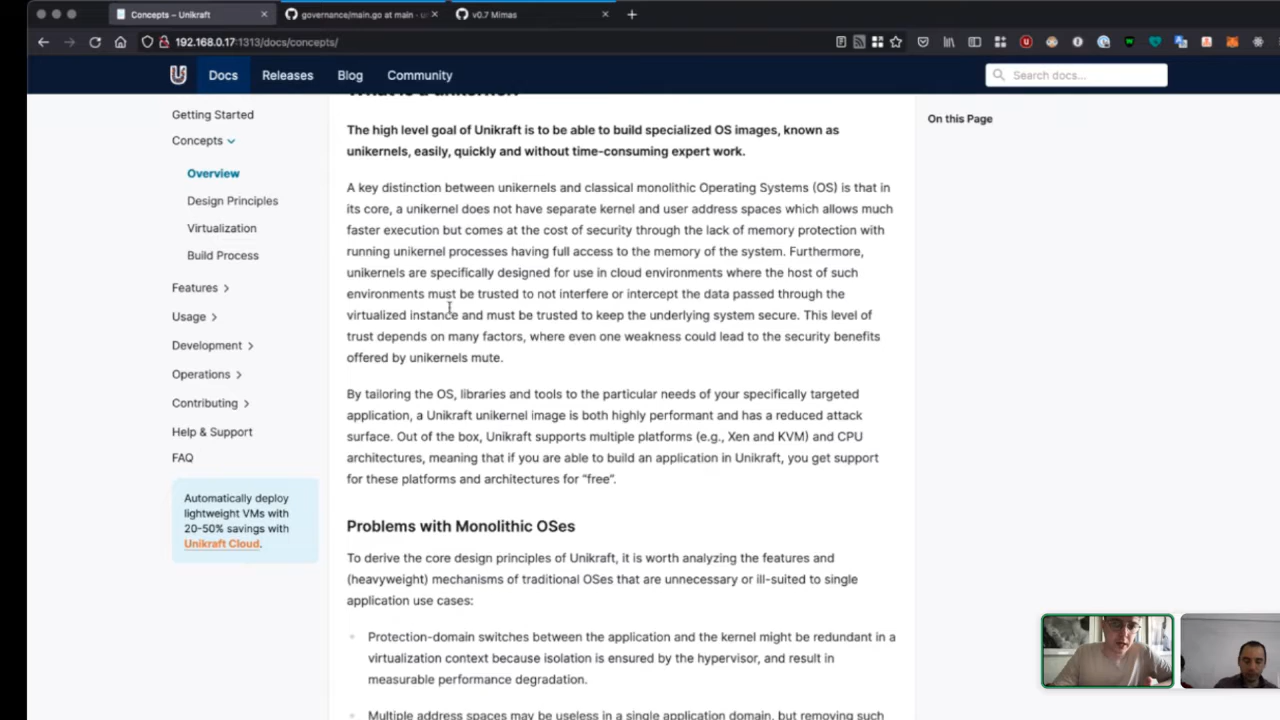 Concepts – Unikraft
governance/main.go at main · u
v0.7 Mimas
192.168.0.17:1313/docs/concepts/
Docs
Releases
Blog
Community
Search docs...
Getting Started
Concepts
Overview
Design Principles
Virtualization
Build Process
Features
Usage
Development
Operations
Contributing
Help & Support
FAQ
Automatically deploy
lightweight VMs with
20-50% savings with
Unikraft Cloud.
What is a unikernel?
The high level goal of Unikraft is to be able to build specialized OS images, known as
unikernels, easily, quickly and without time-consuming expert work.
A key distinction between unikernels and classical monolithic Operating Systems (OS) is that in
its core, a unikernel does not have separate kernel and user address spaces which allows much
faster execution but comes at the cost of security through the lack of memory protection with
running unikernel processes having full access to the memory of the system. Furthermore,
unikernels are specifically designed for use in cloud environments where the host of such
environments must be trusted to not interfere or intercept the data passed through the
virtualized instance and must be trusted to keep the underlying system secure. This level of
trust depends on many factors, where even one weakness could lead to the security benefits
offered by unikernels mute.
By tailoring the OS, libraries and tools to the particular needs of your specifically targeted
application, a Unikraft unikernel image is both highly performant and has a reduced attack
surface. Out of the box, Unikraft supports multiple platforms (e.g., Xen and KVM) and CPU
architectures, meaning that if you are able to build an application in Unikraft, you get support
for these platforms and architectures for "free".
Problems with Monolithic OSes
To derive the core design principles of Unikraft, it is worth analyzing the features and
(heavyweight) mechanisms of traditional OSes that are unnecessary or ill-suited to single
application use cases:
Protection-domain switches between the application and the kernel might be redundant in a
virtualization context because isolation is ensured by the hypervisor, and result in
measurable performance degradation.
Multiple address spaces may be useless in a single application domain, but removing such
On this Page